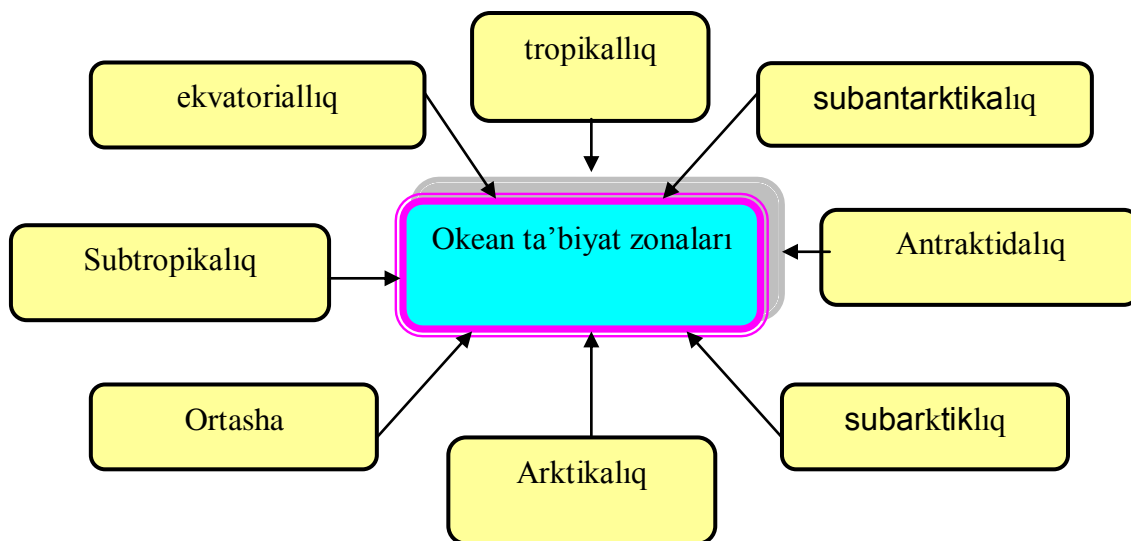 tropikallıq
ekvatoriallıq
subantarktikalıq
Okean ta’biyat zonaları
Subtropikalıq
Antraktidalıq
Ortasha
subarktiklıq
Arktikalıq